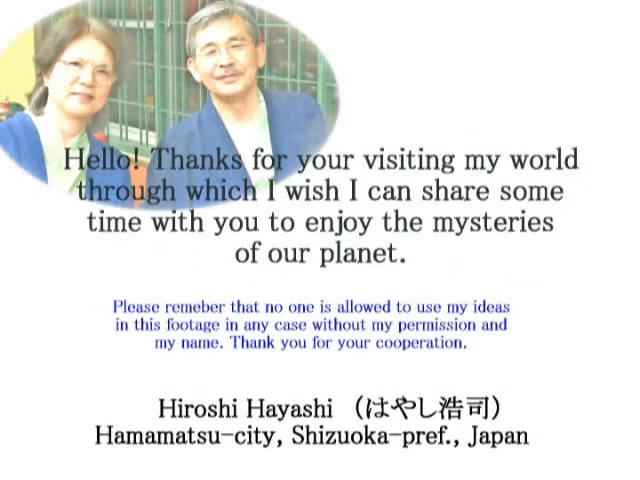 Hello! Thanks for your visiting my world
through which I wish I can share some
time with you to enjoy the mysteries
of our planet.
Please remeber that no one is allowed to use my ideas
in this footage in any case without my permission and
my name. Thank you for your cooperation.
Hiroshi Hayashi （はやし浩司）
Hamamatsu-city, Shizuoka-pref., Japan